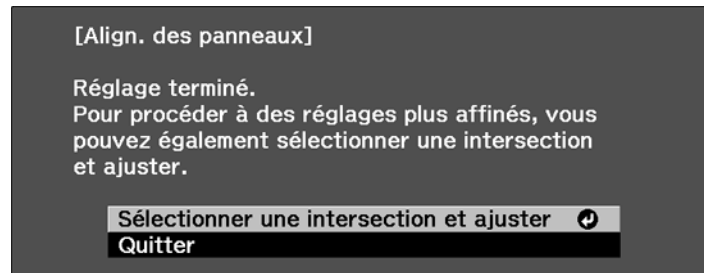 [Align. des panneaux]
Réglage terminé.
Pour procéder à des réglages plus affinés, vous
pouvez également sélectionner une intersection
et ajuster.
Sélectionner une intersection et ajuster
Quitter